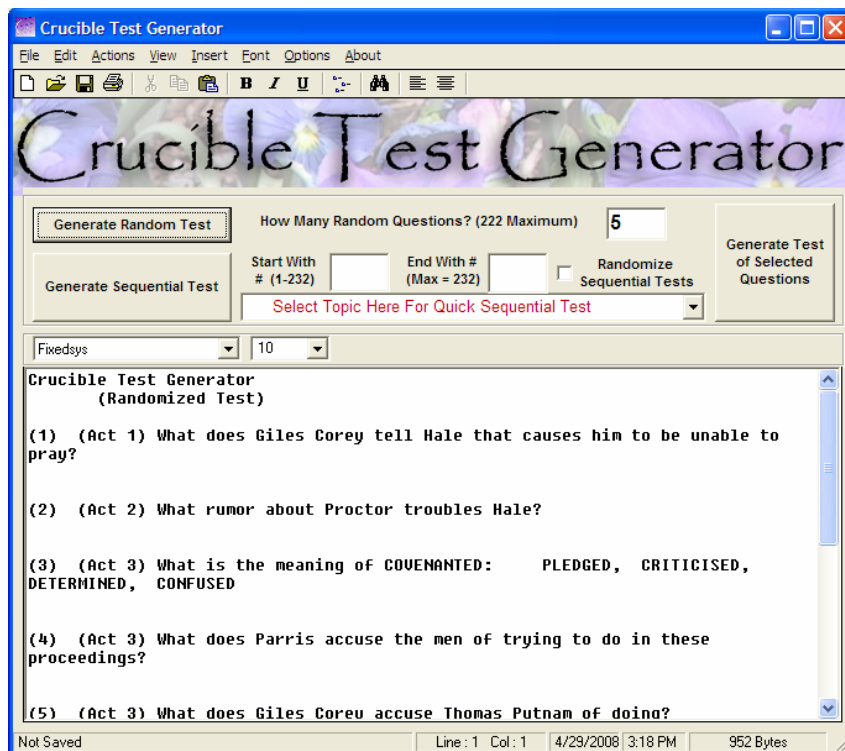 Crucible Test Generator
File Edit Actions View Insert Font Options About
B I U
Crucible Test Generator
Generate Random Test
How Many Random Questions? (222 Maximum)
5
Generate Test
of Selected
Questions
Generate Sequential Test
Start With
# (1-232)
End With #
(Max = 232)
Randomize
Sequential Tests
Select Topic Here For Quick Sequential Test
Fixedsys
10
Crucible Test Generator
(Randomized Test)
(1) (Act 1) What does Giles Corey tell Hale that causes him to be unable to
pray?
(2) (Act 2) What rumor about Proctor troubles Hale?
(3) (Act 3) What is the meaning of COVENANTED: PLEDGED, CRITICISED,
DETERMINED, CONFUSED
(4) (Act 3) What does Parris accuse the men of trying to do in these
proceedings?
(5) (Act 3) What does Giles Corey accuse Thomas Putnam of doing?
Not Saved
Line : 1 Col : 1
4/29/2008
3:18 PM
952 Bytes